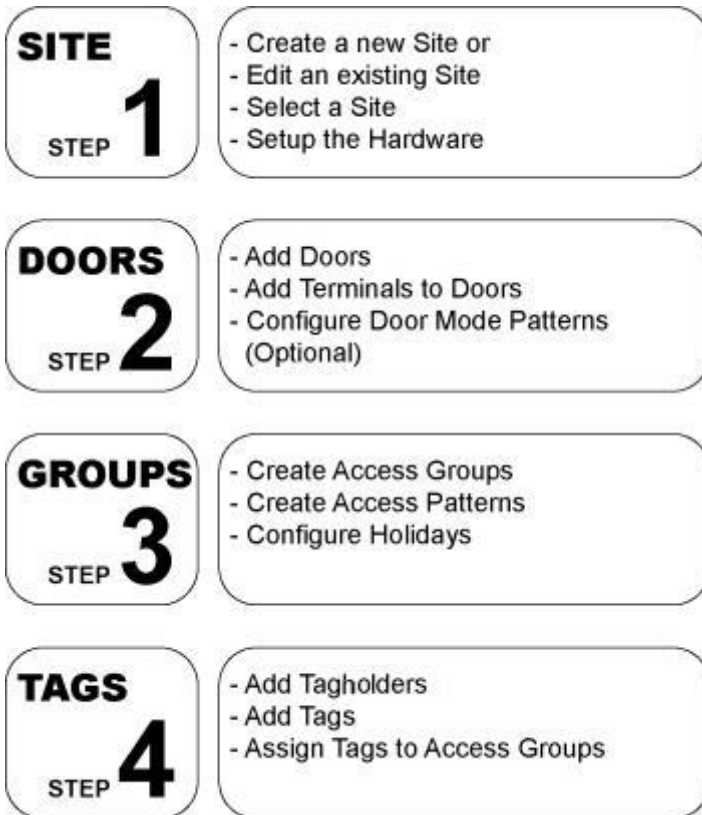 SITE
STEP 1
- Create a new Site or
- Edit an existing Site
- Select a Site
- Setup the Hardware
DOORS
STEP 2
- Add Doors
- Add Terminals to Doors
- Configure Door Mode Patterns
(Optional)
GROUPS
STEP 3
- Create Access Groups
- Create Access Patterns
- Configure Holidays
TAGS
STEP 4
- Add Tagholders
- Add Tags
- Assign Tags to Access Groups